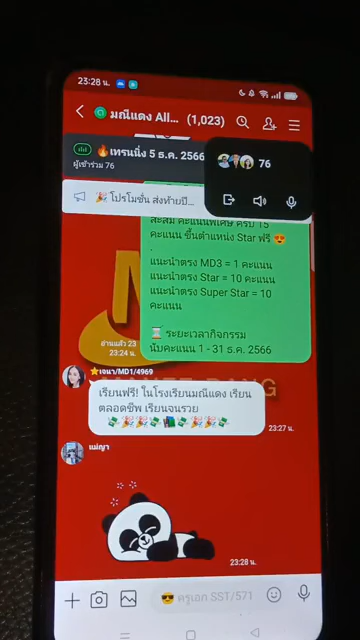 23:28 น.
มณีแดง All... (1,023)
🔥เทรนนิ่ง 5 ธ.ค. 2566
ผู้เข้าร่วม 76
76
🎉 โปรโมชั่น ส่งท้ายปี...
สะสม คะแนนพิเศษ ครบ 15
คะแนน ขึ้นตำแหน่ง Star ฟรี 😍
.
แนะนำตรง MD3 = 1 คะแนน
แนะนำตรง Star = 10 คะแนน
แนะนำตรง Super Star = 10
คะแนน
⏳ ระยะเวลากิจกรรม
นับคะแนน 1 - 31 ธ.ค. 2566
อ่านแล้ว 23
23:24 น.
⭐เจนา/MD1/4969
เรียนฟรี! ในโรงเรียนมณีแดง เรียน
ตลอดชีพ เรียนจนรวย
23:27 น.
แม่ญา
23:28 น.
😎 ครูเอก SST/571